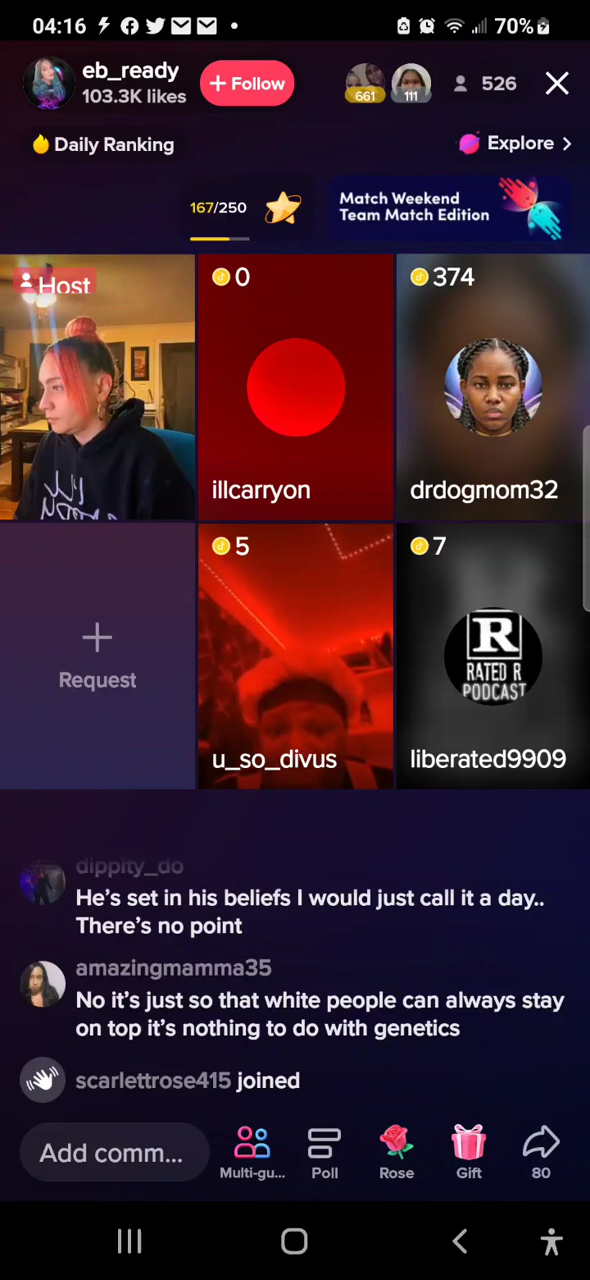 04:16
70%
eb_ready
103.3K likes
+ Follow
661
111
526
Daily Ranking
Explore >
167/250
Match Weekend
Team Match Edition
Host
0
374
illcarryon
drdogmom32
5
7
R
RATED R
PODCAST
Request
u_so_divus
liberated9909
dippity_do
He's set in his beliefs I would just call it a day..
There's no point
amazingmamma35
No it's just so that white people can always stay
on top it's nothing to do with genetics
scarlettrose415 joined
Add comm...
Multi-gu...
Poll
Rose
Gift
80